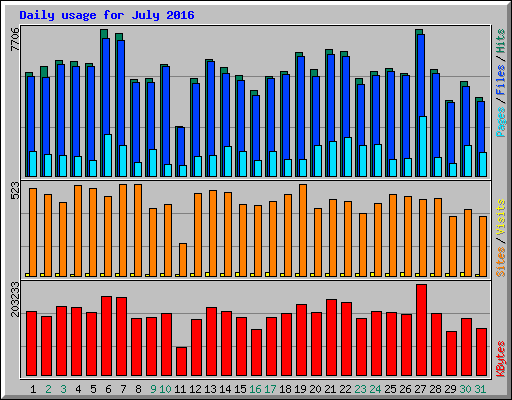 Daily usage for July 2016
7706
523
203233
Pages / Files / Hits
Sites / Visits
KBytes
1 2 3 4 5 6 7 8 9 10 11 12 13 14 15 16 17 18 19 20 21 22 23 24 25 26 27 28 29 30 31